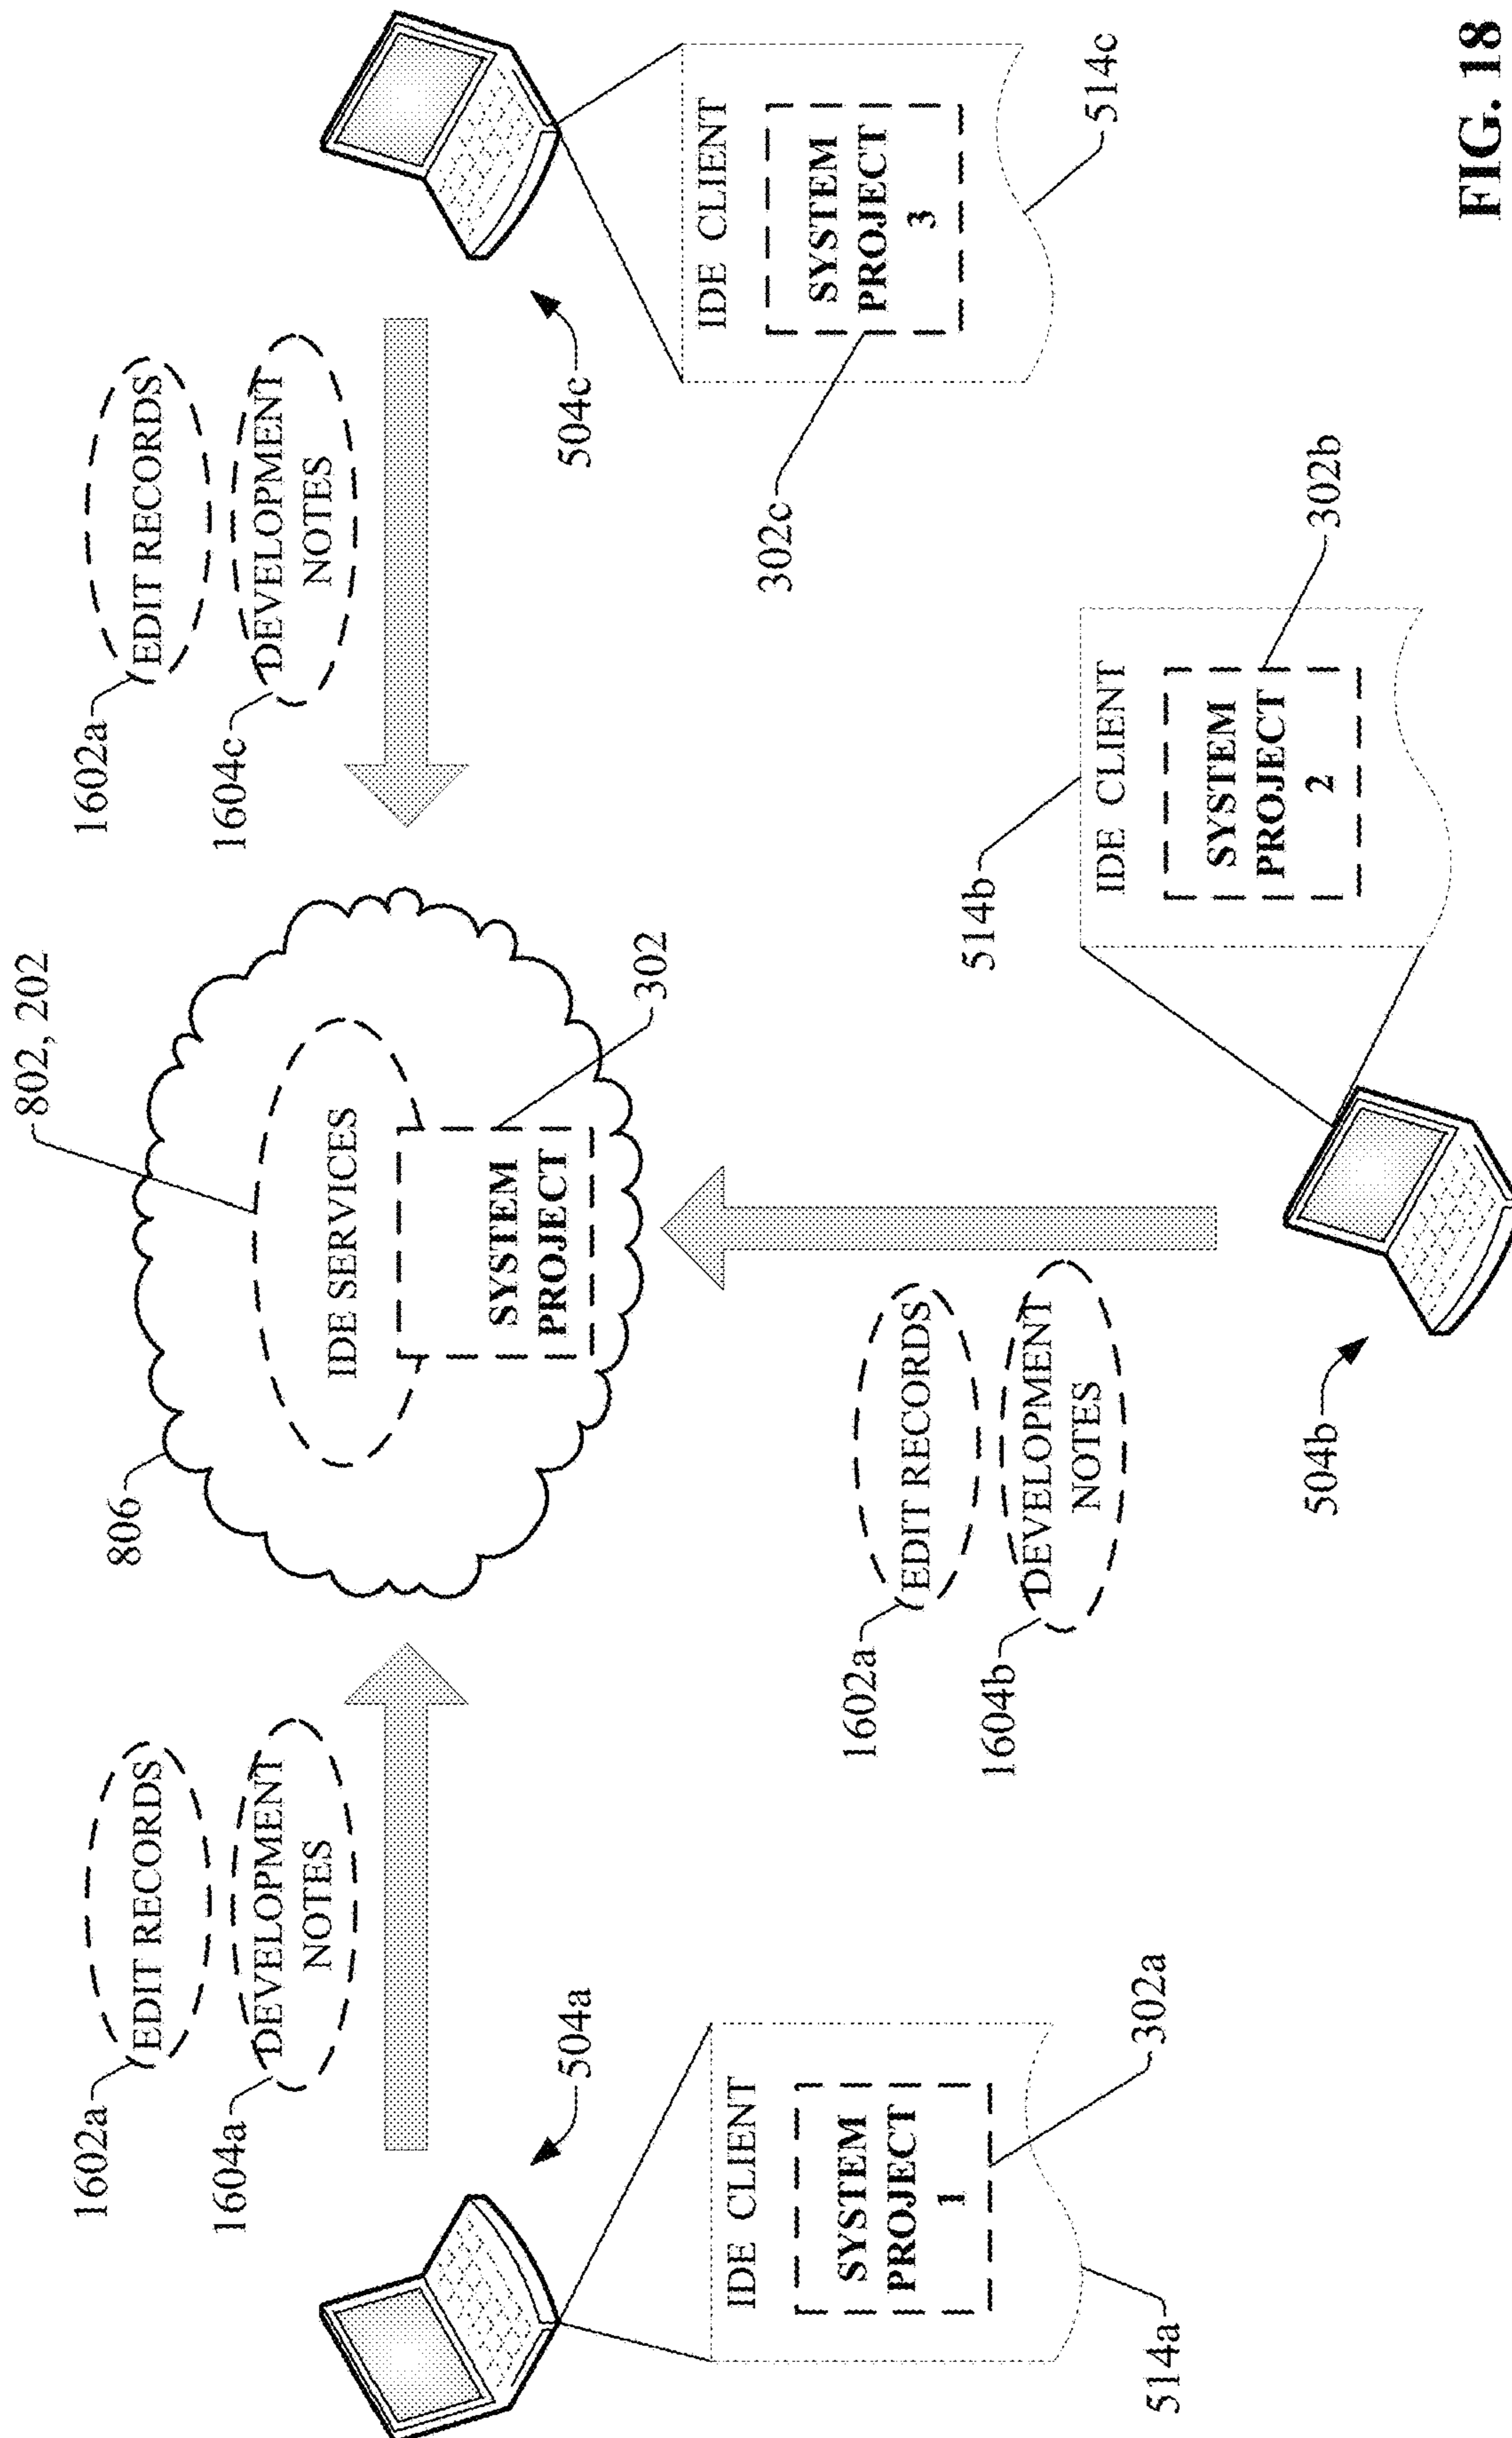 802, 202
806
IDE SERVICES
SYSTEM
PROJECT
302
1602a
EDIT RECORDS
1604a
DEVELOPMENT
NOTES
504a
IDE CLIENT
SYSTEM
PROJECT
1
302a
514a
1602a
EDIT RECORDS
1604b
DEVELOPMENT
NOTES
504b
514b
IDE CLIENT
SYSTEM
PROJECT
2
302b
1602a
EDIT RECORDS
1604c
DEVELOPMENT
NOTES
504c
IDE CLIENT
SYSTEM
PROJECT
3
302c
514c
FIG. 18